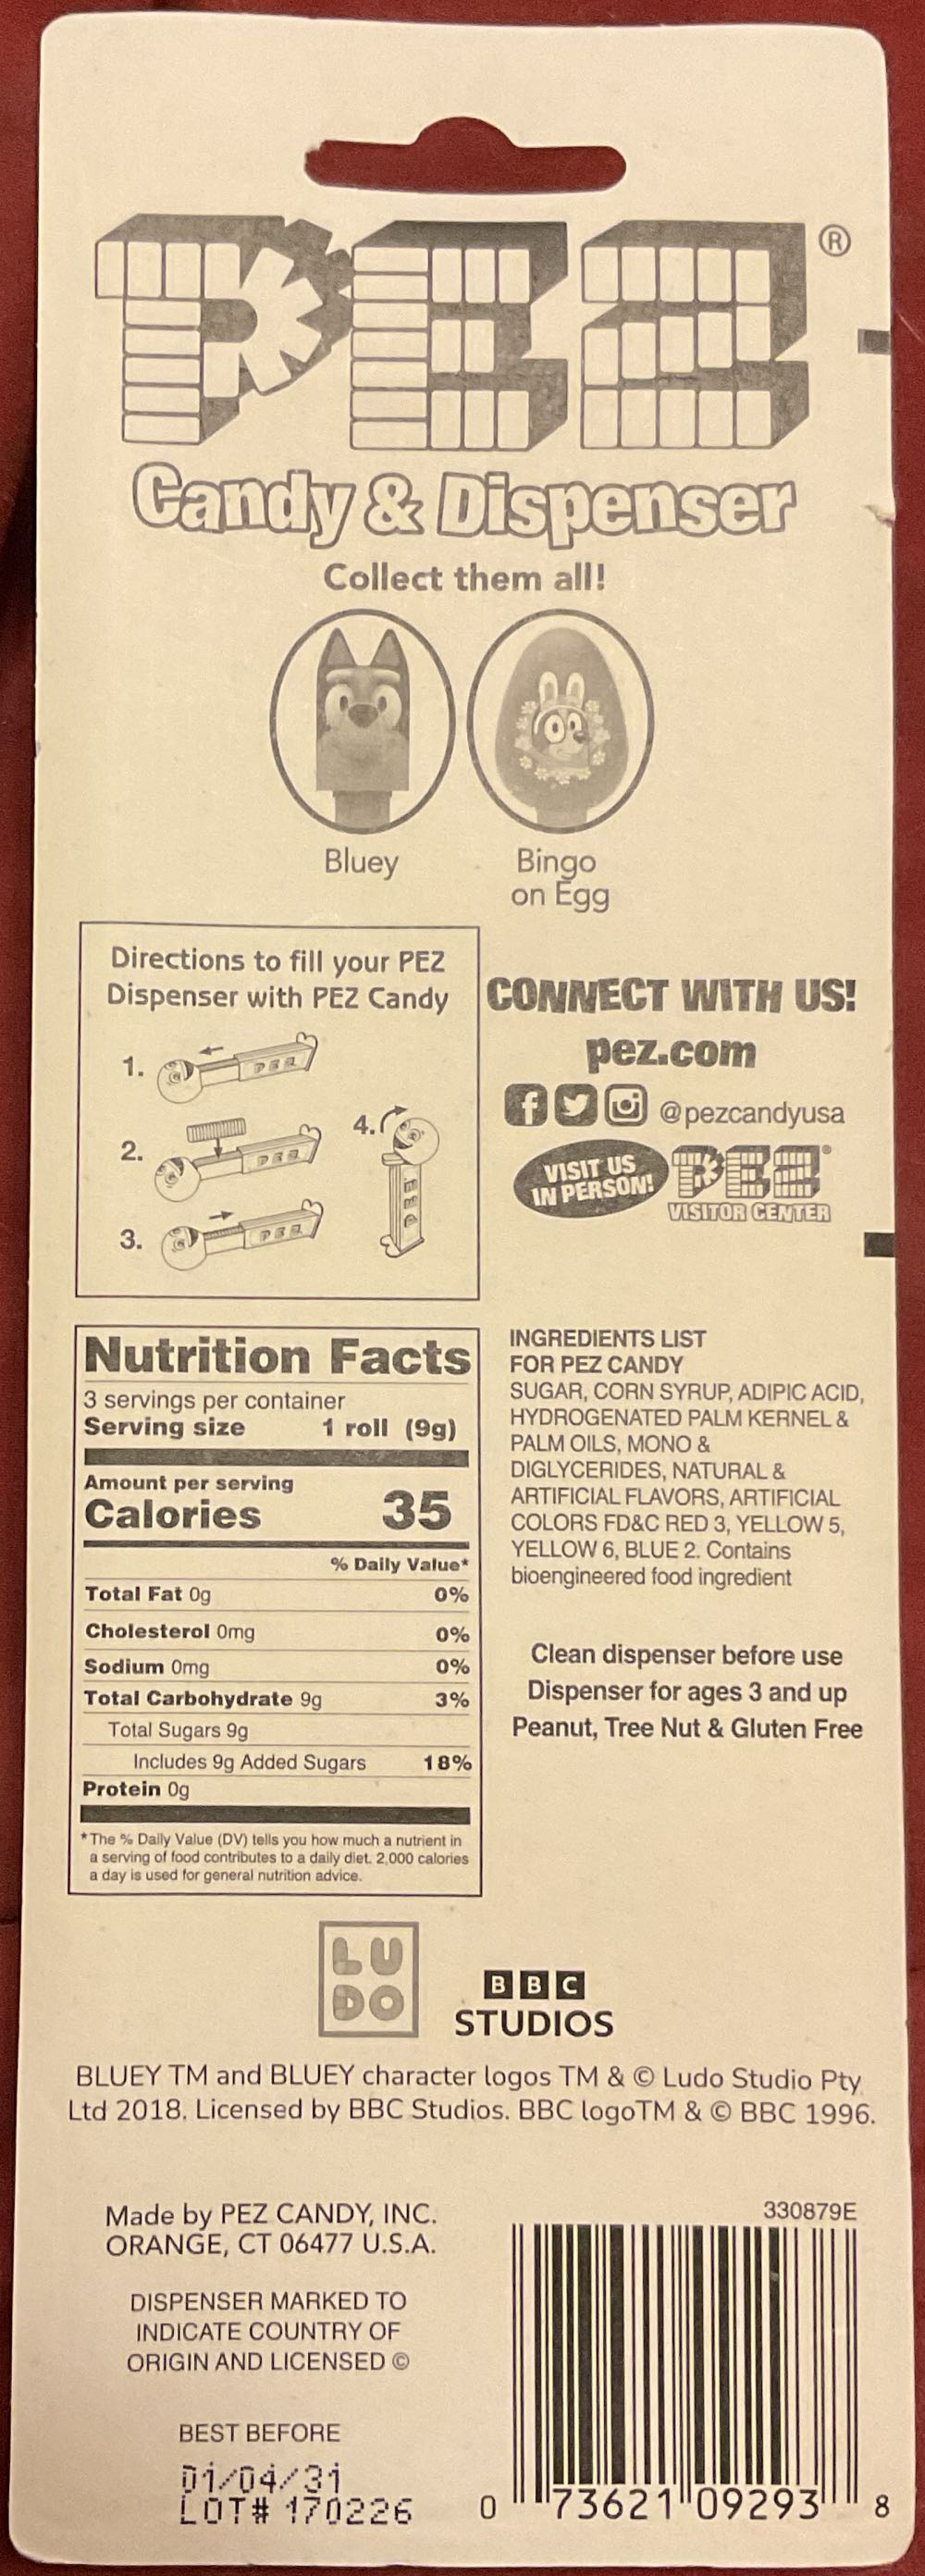 PEZ®
Candy & Dispenser
Collect them all!
Bluey
Bingo
on Egg
Directions to fill your PEZ
Dispenser with PEZ Candy
1.
PEZ
2.
PEZ
3.
PEZ
4.
PEZ
CONNECT WITH US!
pez.com
@pezcandyusa
VISIT US
IN PERSON!
PEZ®
VISITOR CENTER
Nutrition Facts
3 servings per container
Serving size 1 roll (9g)
Amount per serving
Calories 35
% Daily Value*
Total Fat 0g 0%
Cholesterol 0mg 0%
Sodium 0mg 0%
Total Carbohydrate 9g 3%
Total Sugars 9g
Includes 9g Added Sugars 18%
Protein 0g
*The % Daily Value (DV) tells you how much a nutrient in
a serving of food contributes to a daily diet. 2,000 calories
a day is used for general nutrition advice.
INGREDIENTS LIST
FOR PEZ CANDY
SUGAR, CORN SYRUP, ADIPIC ACID,
HYDROGENATED PALM KERNEL &
PALM OILS, MONO &
DIGLYCERIDES, NATURAL &
ARTIFICIAL FLAVORS, ARTIFICIAL
COLORS FD&C RED 3, YELLOW 5,
YELLOW 6, BLUE 2. Contains
bioengineered food ingredient
Clean dispenser before use
Dispenser for ages 3 and up
Peanut, Tree Nut & Gluten Free
LU
DO
BBC
STUDIOS
BLUEY TM and BLUEY character logos TM & © Ludo Studio Pty
Ltd 2018. Licensed by BBC Studios. BBC logoTM & © BBC 1996.
Made by PEZ CANDY, INC.
ORANGE, CT 06477 U.S.A.
DISPENSER MARKED TO
INDICATE COUNTRY OF
ORIGIN AND LICENSED ©
BEST BEFORE
01/04/31
LOT# 170226
330879E
0 73621 09293 8